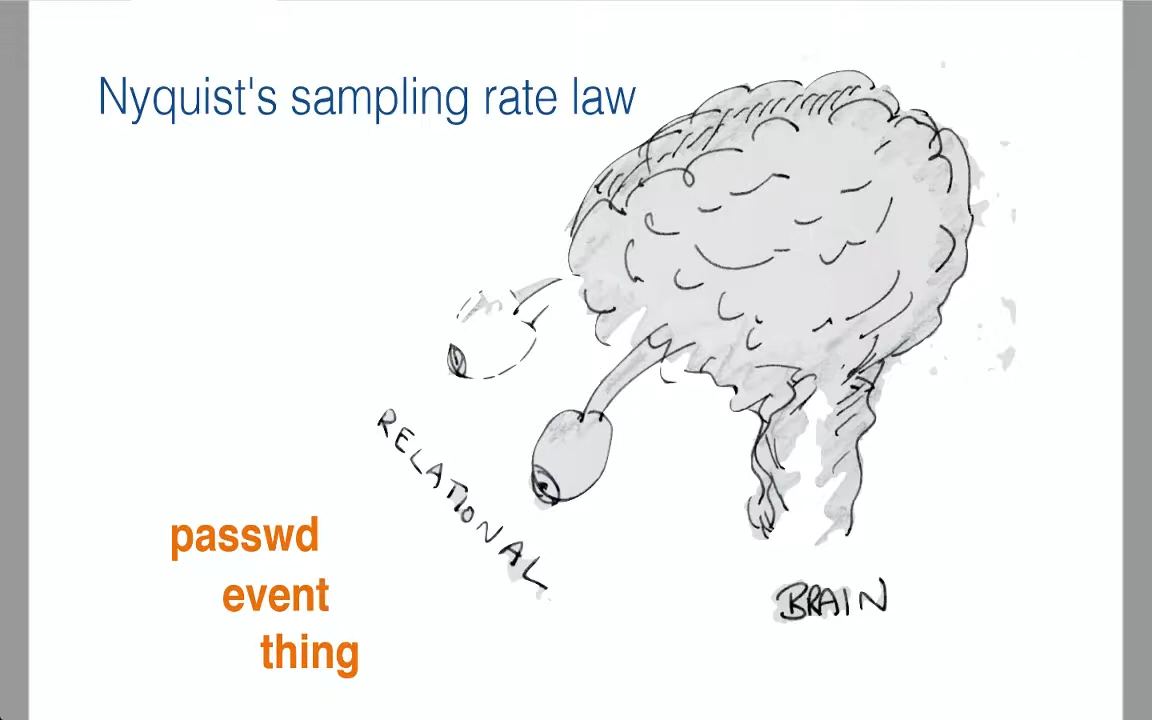 Nyquist's sampling rate law
RELATIONAL
passwd
event
thing
BRAIN